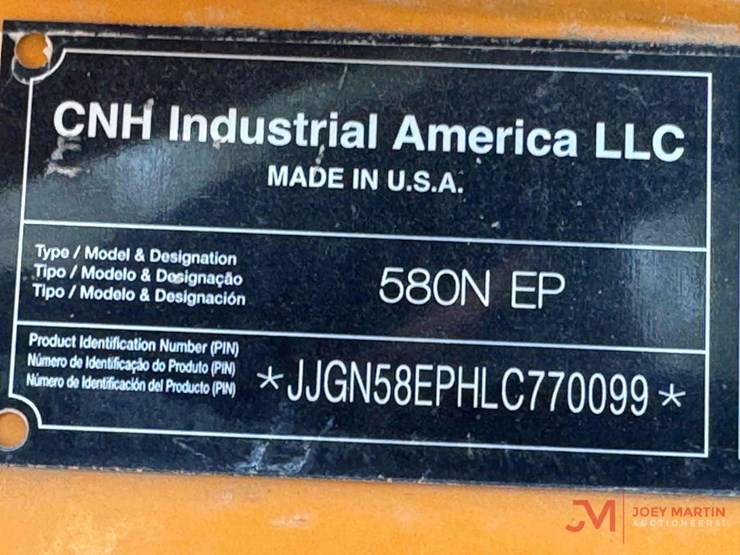 CNH Industrial America LLC
MADE IN U.S.A.
Type / Model & Designation
Tipo / Modelo & Designação
Tipo / Modelo & Designación
580N EP
Product Identification Number (PIN)
Número de Identificação do Produto (PIN)
Número de Identificación del Producto (PIN)
*JJGN58EPHLC770099*
JM JOEY MARTIN
AUCTIONEERS